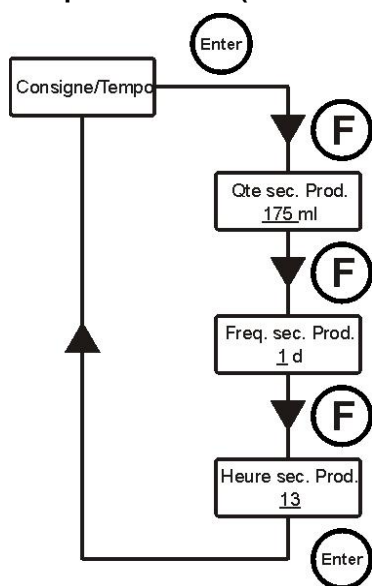 Enter
Consigne/Tempo
F
Qte sec. Prod.
175 ml
F
Freq. sec. Prod.
1 d
F
Heure sec. Prod.
13
Enter